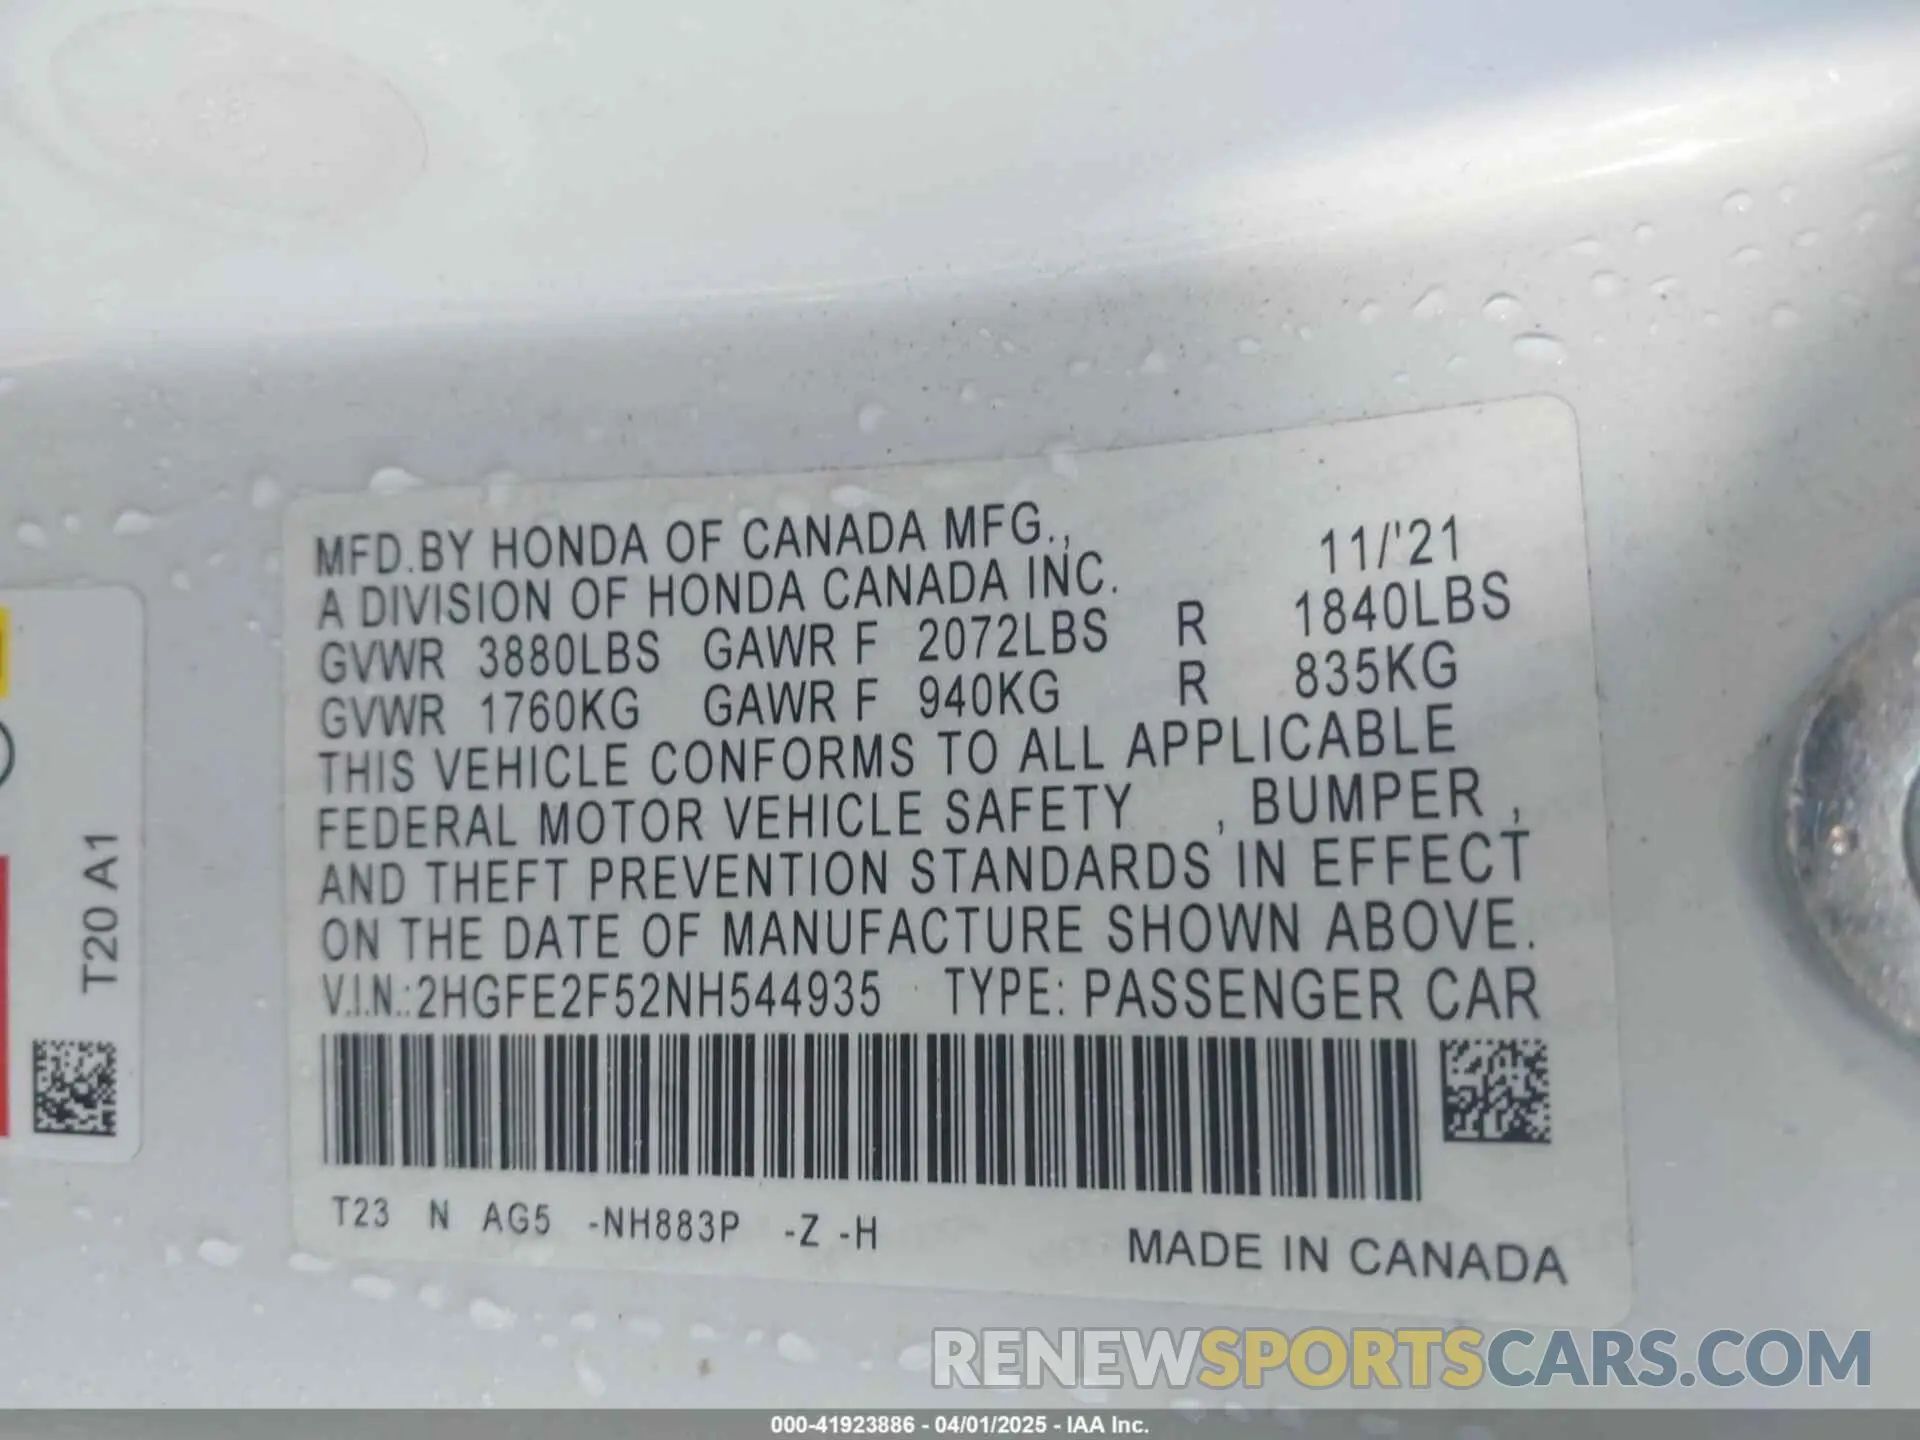 MFD.BY HONDA OF CANADA MFG., 11/'21
A DIVISION OF HONDA CANADA INC.
GVWR 3880LBS GAWR F 2072LBS R 1840LBS
GVWR 1760KG GAWR F 940KG R 835KG
THIS VEHICLE CONFORMS TO ALL APPLICABLE
FEDERAL MOTOR VEHICLE SAFETY , BUMPER ,
AND THEFT PREVENTION STANDARDS IN EFFECT
ON THE DATE OF MANUFACTURE SHOWN ABOVE.
V.I.N.:2HGFE2F52NH544935 TYPE: PASSENGER CAR
T23 N AG5 -NH883P -Z -H
MADE IN CANADA
T20 A1
RENEWSPORTSCARS.COM
000-41923886 - 04/01/2025 - IAA Inc.